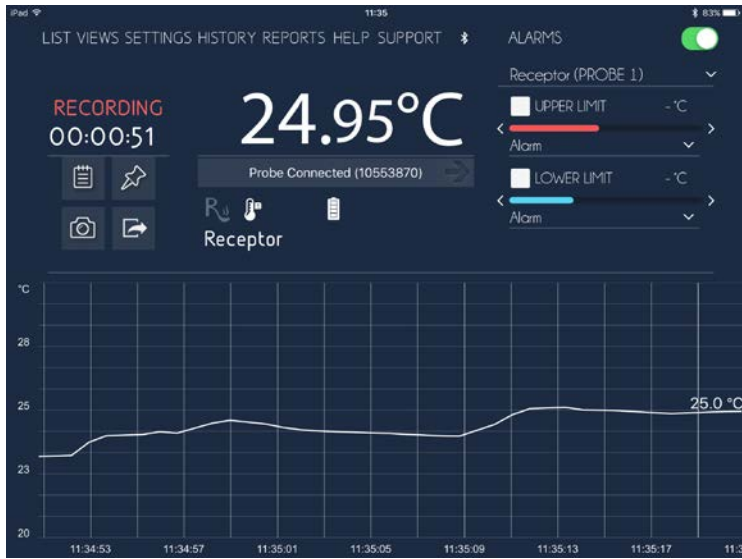 iPad 11:35 83%
LIST VIEWS SETTINGS HISTORY REPORTS HELP SUPPORT
ALARMS
Receptor (PROBE 1)
RECORDING
00:00:51
24.95°C
Probe Connected (10553870)
Receptor
UPPER LIMIT - °C
Alarm
LOWER LIMIT - °C
Alarm
°C
28
25
25.0 °C
23
20
11:34:53 11:34:57 11:35:01 11:35:05 11:35:09 11:35:13 11:35:17 11:3